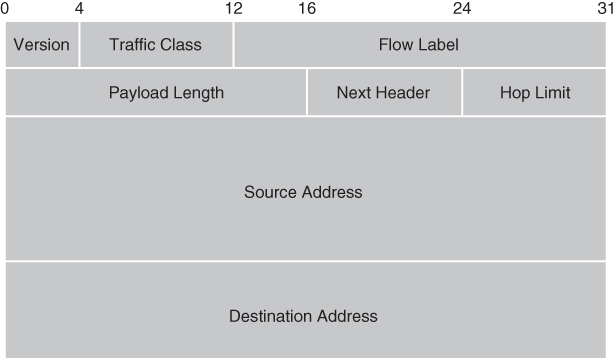 0 4 12 16 24 31
Version Traffic Class Flow Label
Payload Length Next Header Hop Limit
Source Address
Destination Address